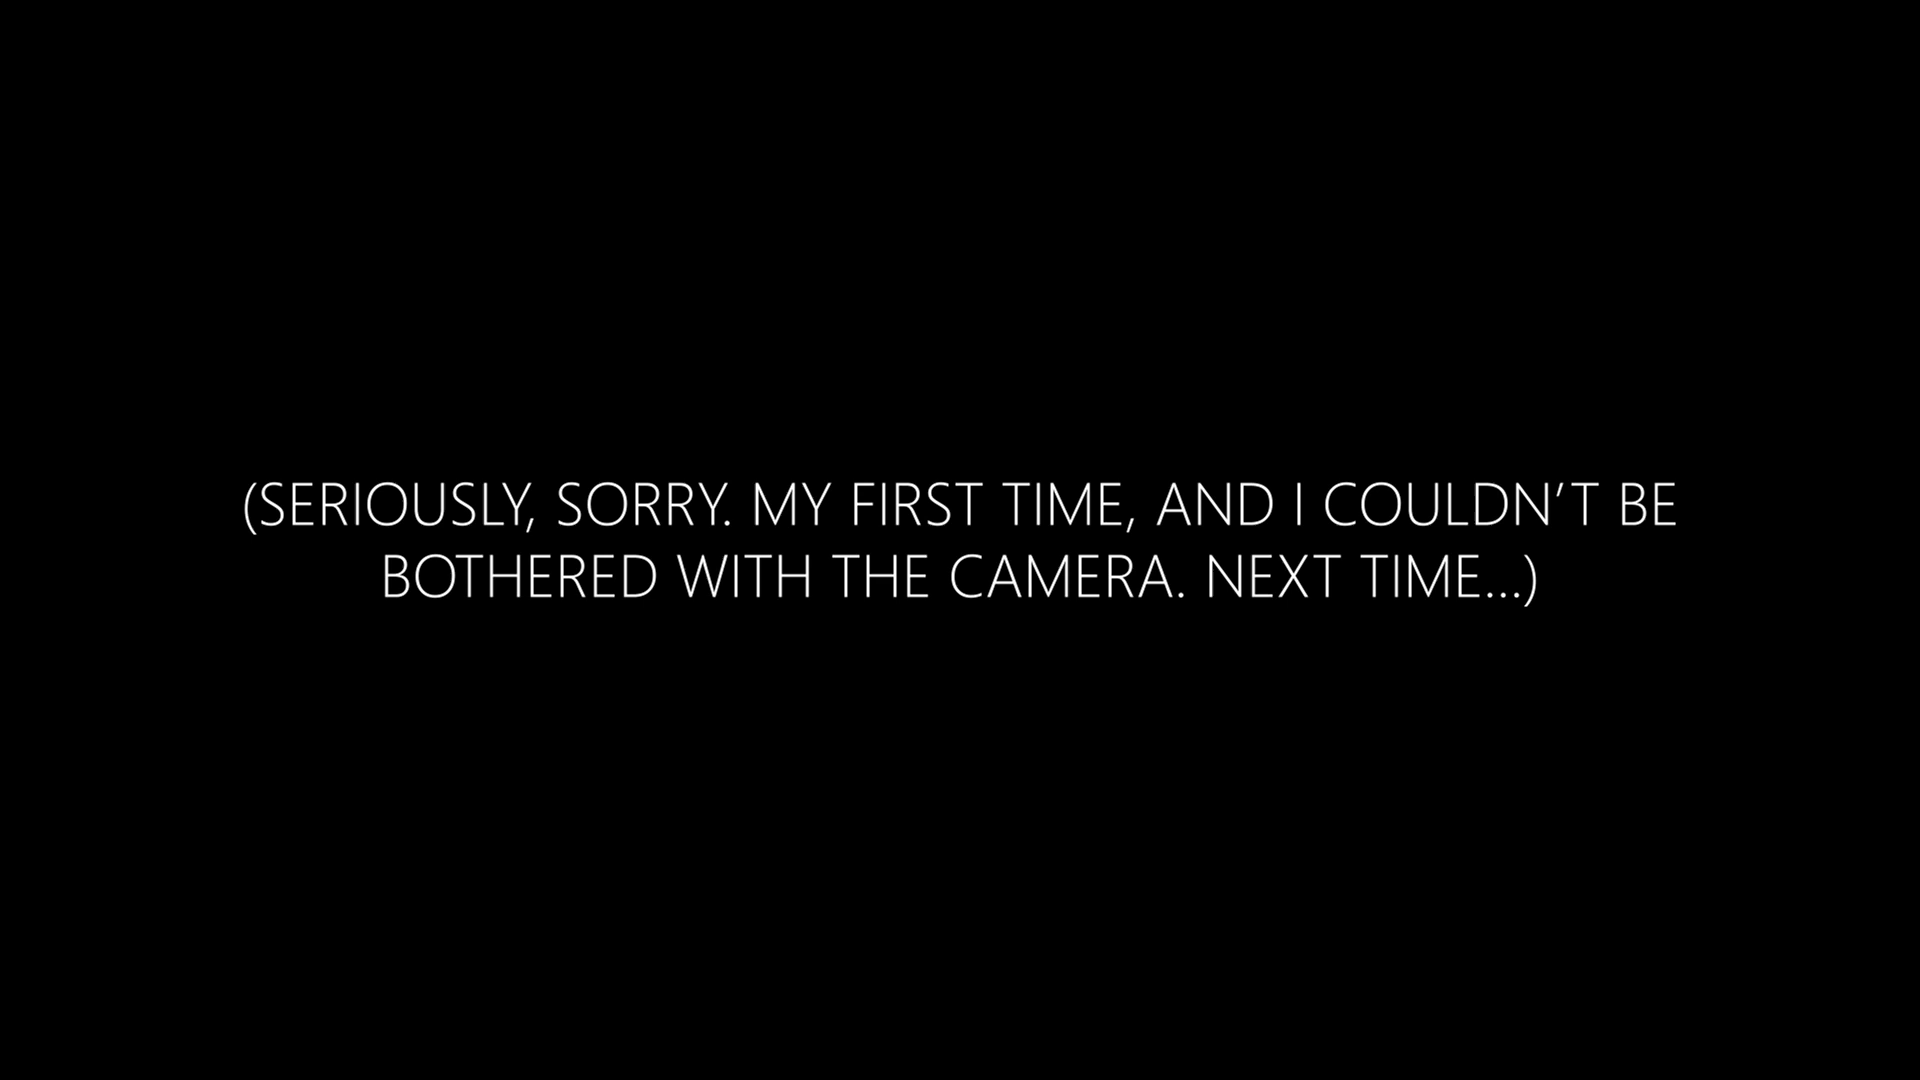 (SERIOUSLY, SORRY. MY FIRST TIME, AND I COULDN’T BE
BOTHERED WITH THE CAMERA. NEXT TIME...)